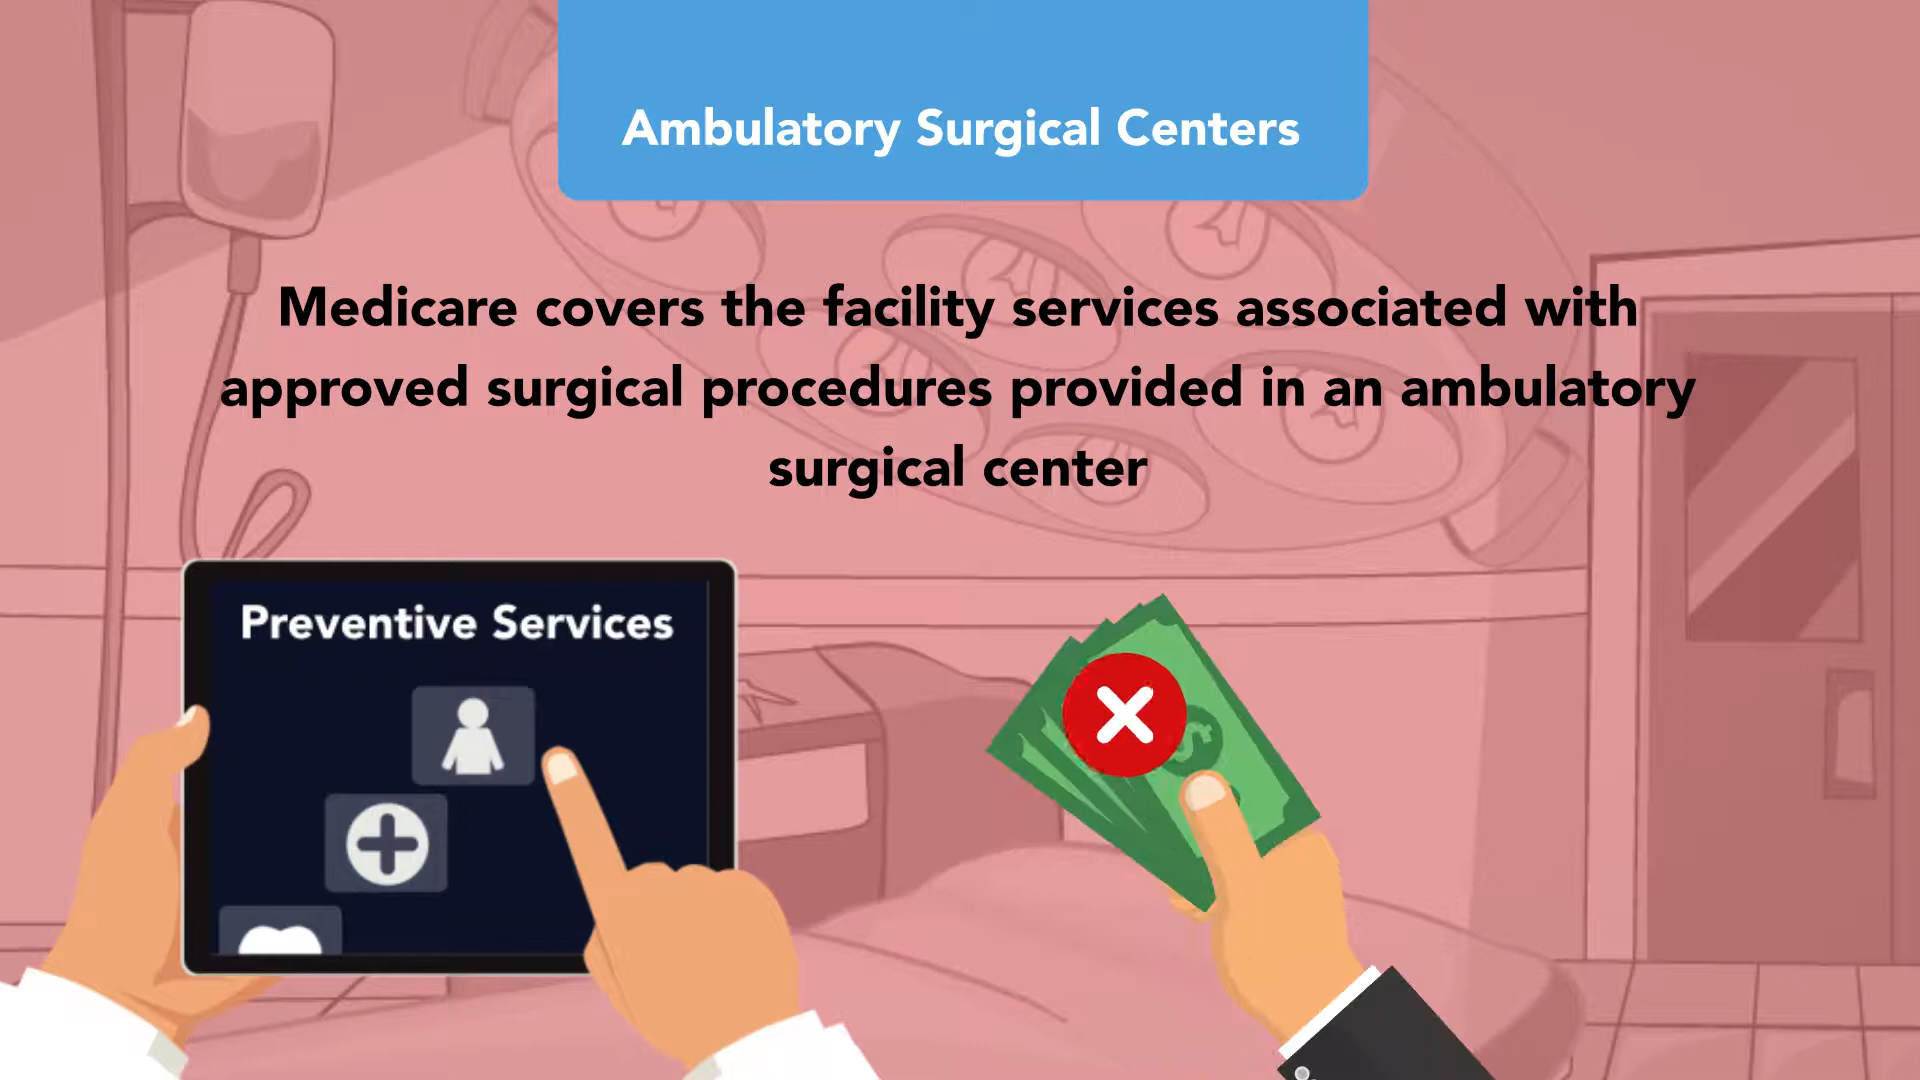 Ambulatory Surgical Centers
Medicare covers the facility services associated with
approved surgical procedures provided in an ambulatory
surgical center
Preventive Services
$